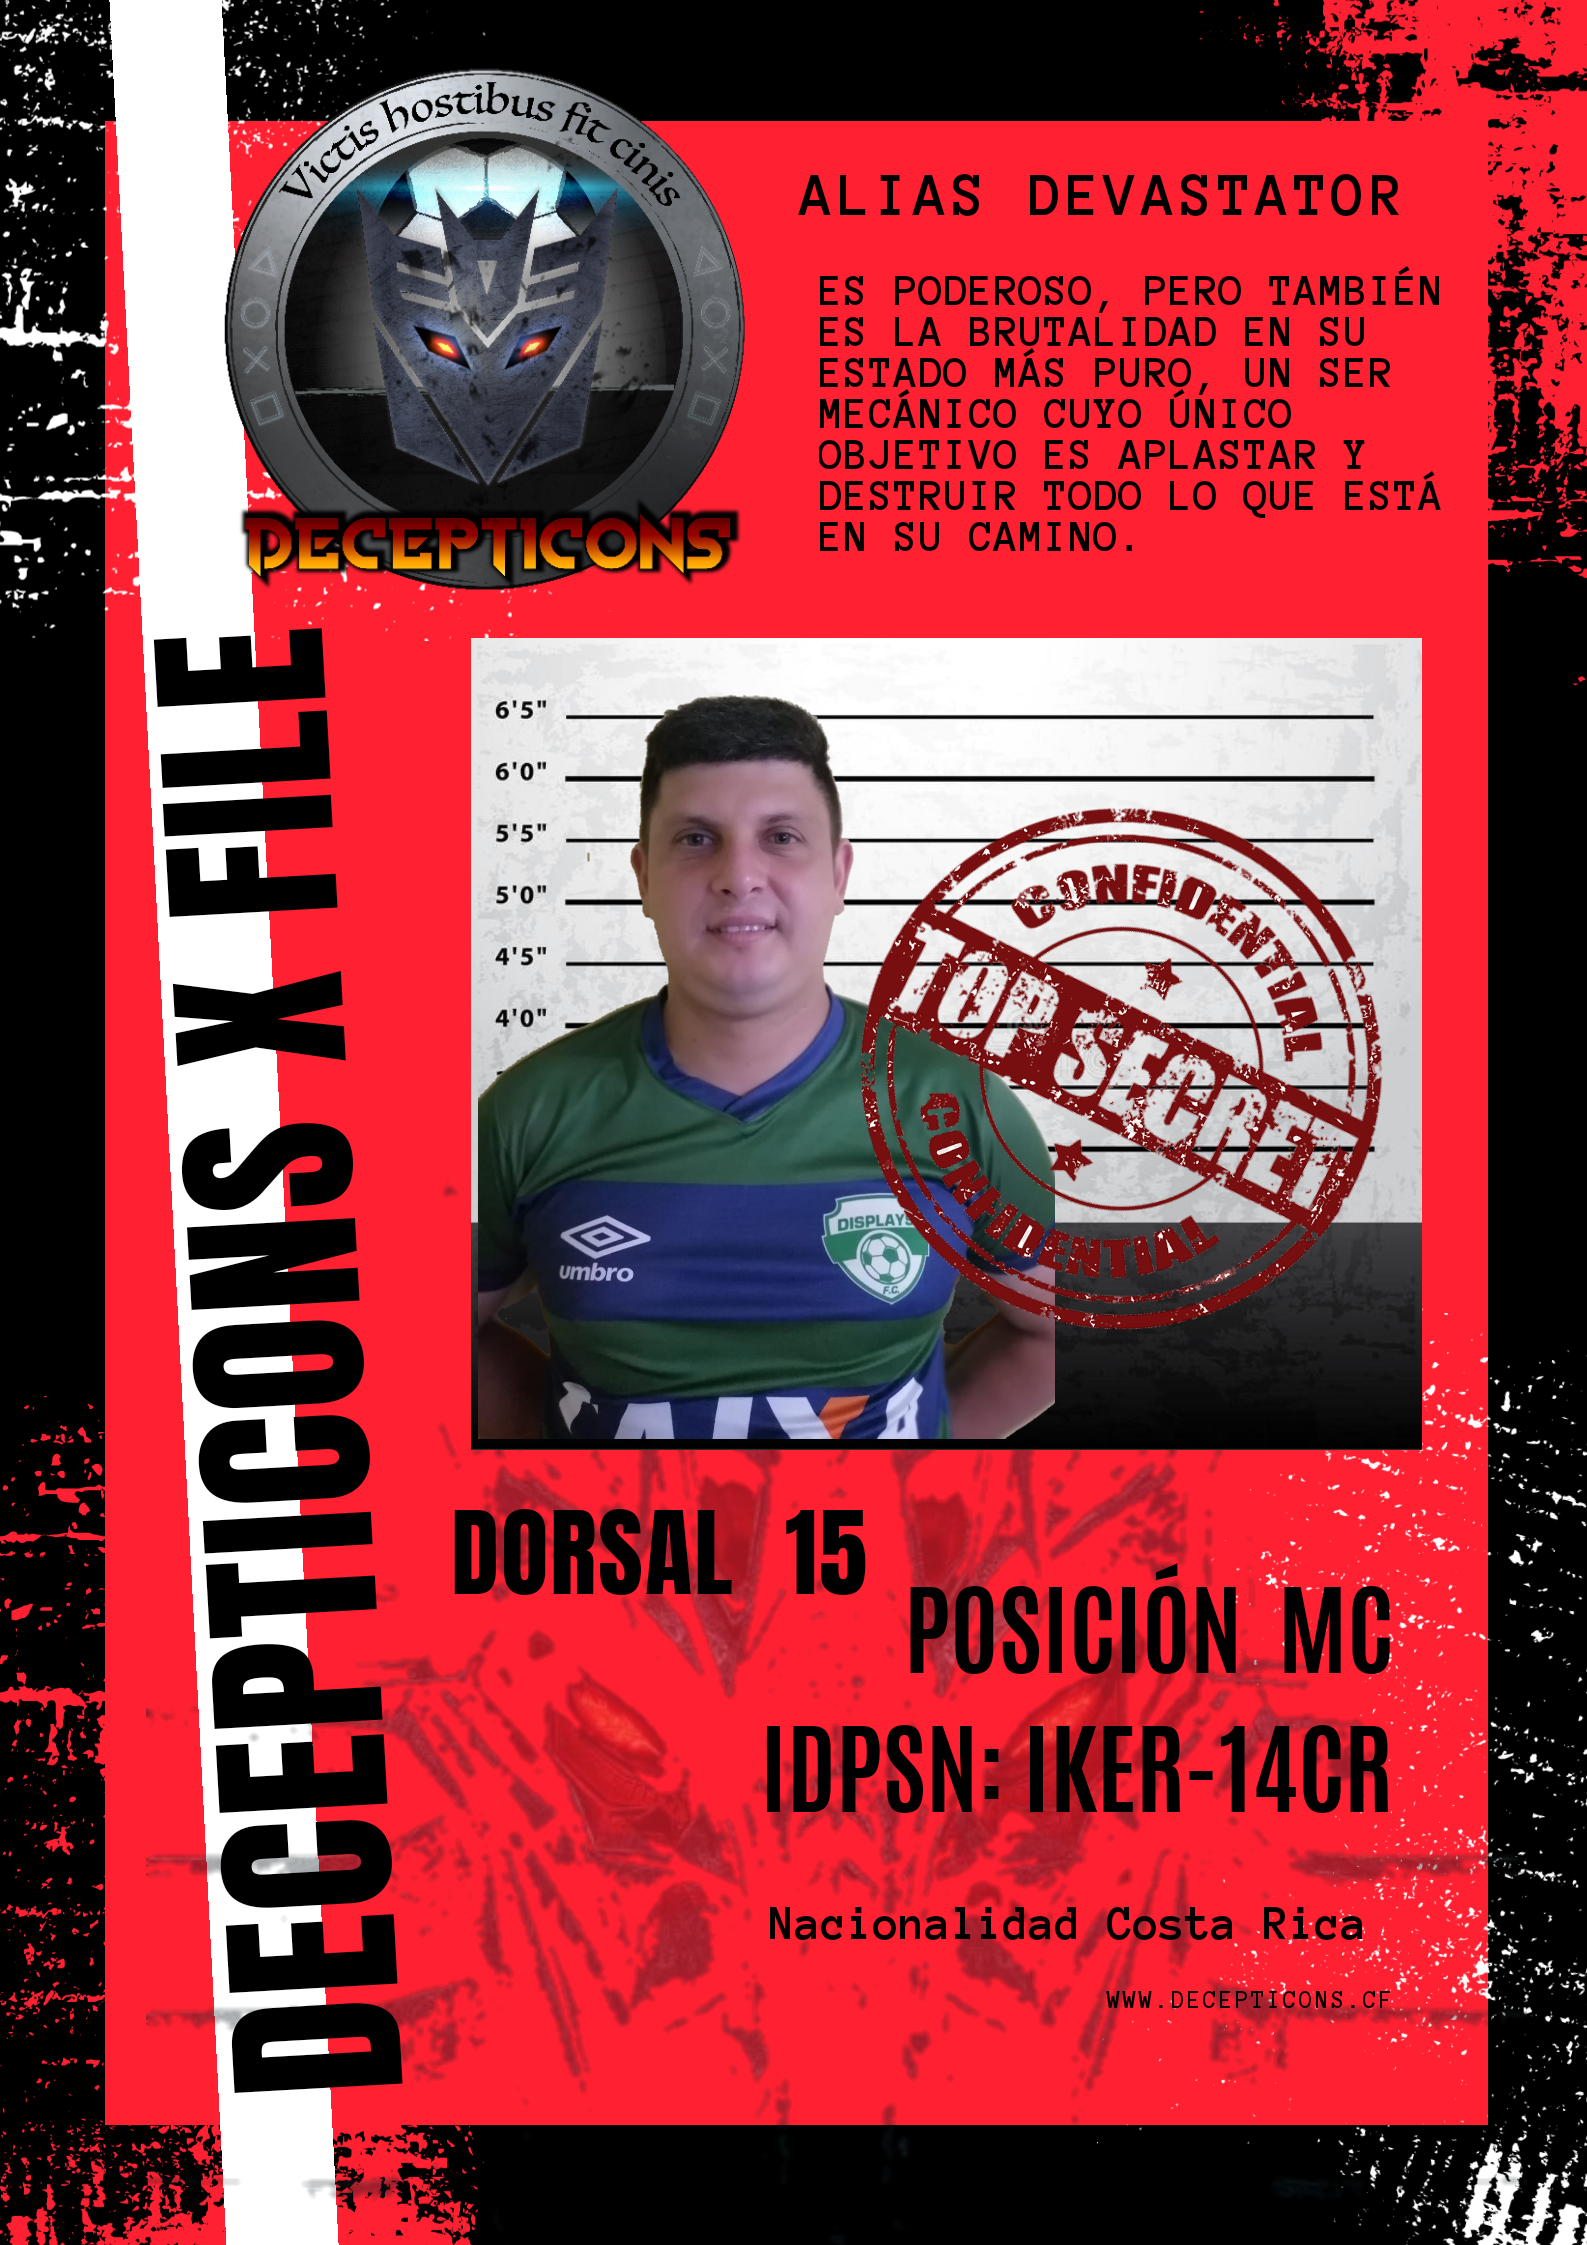 Victis hostibus fit cinis
DECEPTICONS
ALIAS DEVASTATOR
ES PODEROSO, PERO TAMBIÉN
ES LA BRUTALIDAD EN SU
ESTADO MÁS PURO, UN SER
MECÁNICO CUYO ÚNICO
OBJETIVO ES APLASTAR Y
DESTRUIR TODO LO QUE ESTÁ
EN SU CAMINO.
DECEPTICONS X FILE
6'5"
6'0"
5'5"
5'0"
4'5"
4'0"
CONFIDENTIAL
TOP SECRET
CONFIDENTIAL
umbro
DISPLAYS
F.C.
DORSAL 15
POSICIÓN MC
IDPSN: IKER-14CR
Nacionalidad Costa Rica
WWW.DECEPTICONS.CF